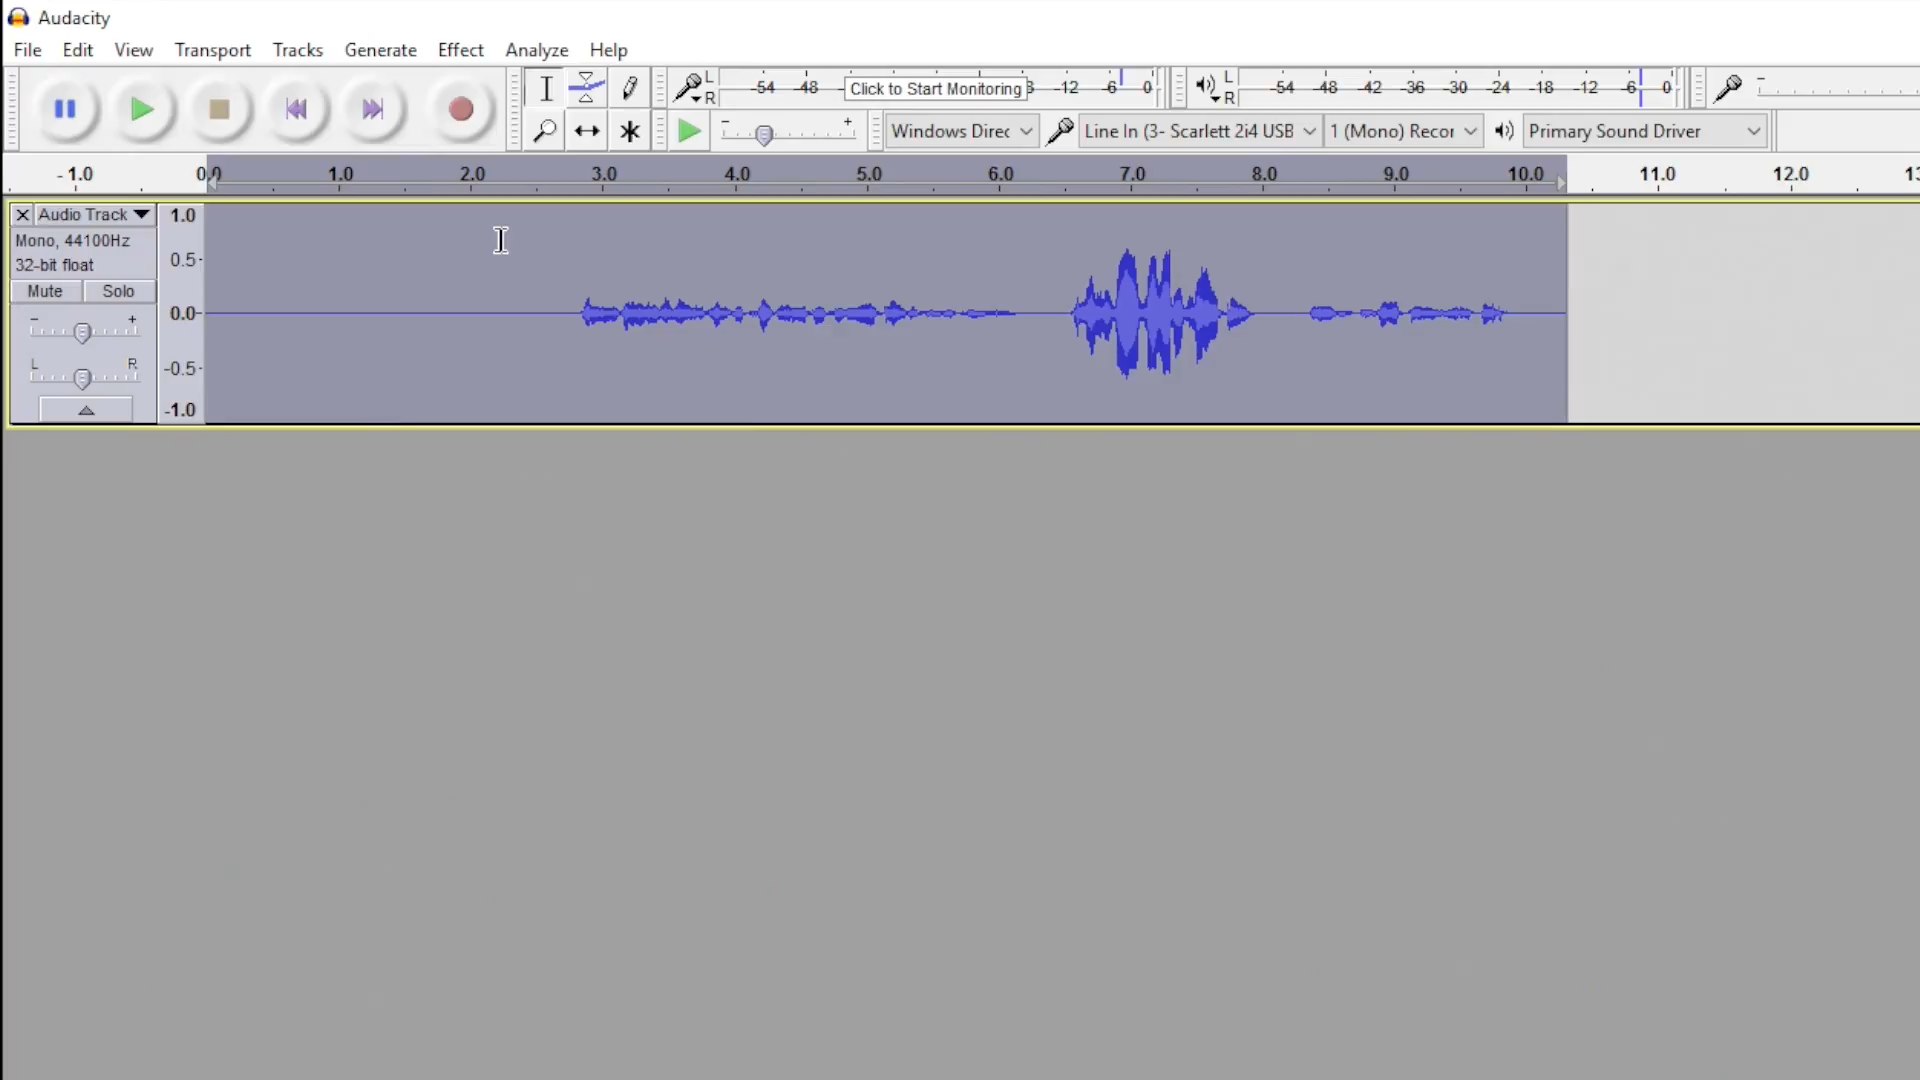 Audacity
File Edit View Transport Tracks Generate Effect Analyze Help
L -54 -48 Click to Start Monitoring -12 -6 0 L -54 -48 -42 -36 -30 -24 -18 -12 -6 0
R R
Windows Direc Line In (3- Scarlett 2i4 USB 1 (Mono) Recor Primary Sound Driver
-1.0 0.0 1.0 2.0 3.0 4.0 5.0 6.0 7.0 8.0 9.0 10.0 11.0 12.0
X Audio Track 1.0
Mono, 44100Hz
32-bit float 0.5
Mute Solo
0.0
- +
L R
-0.5
-1.0